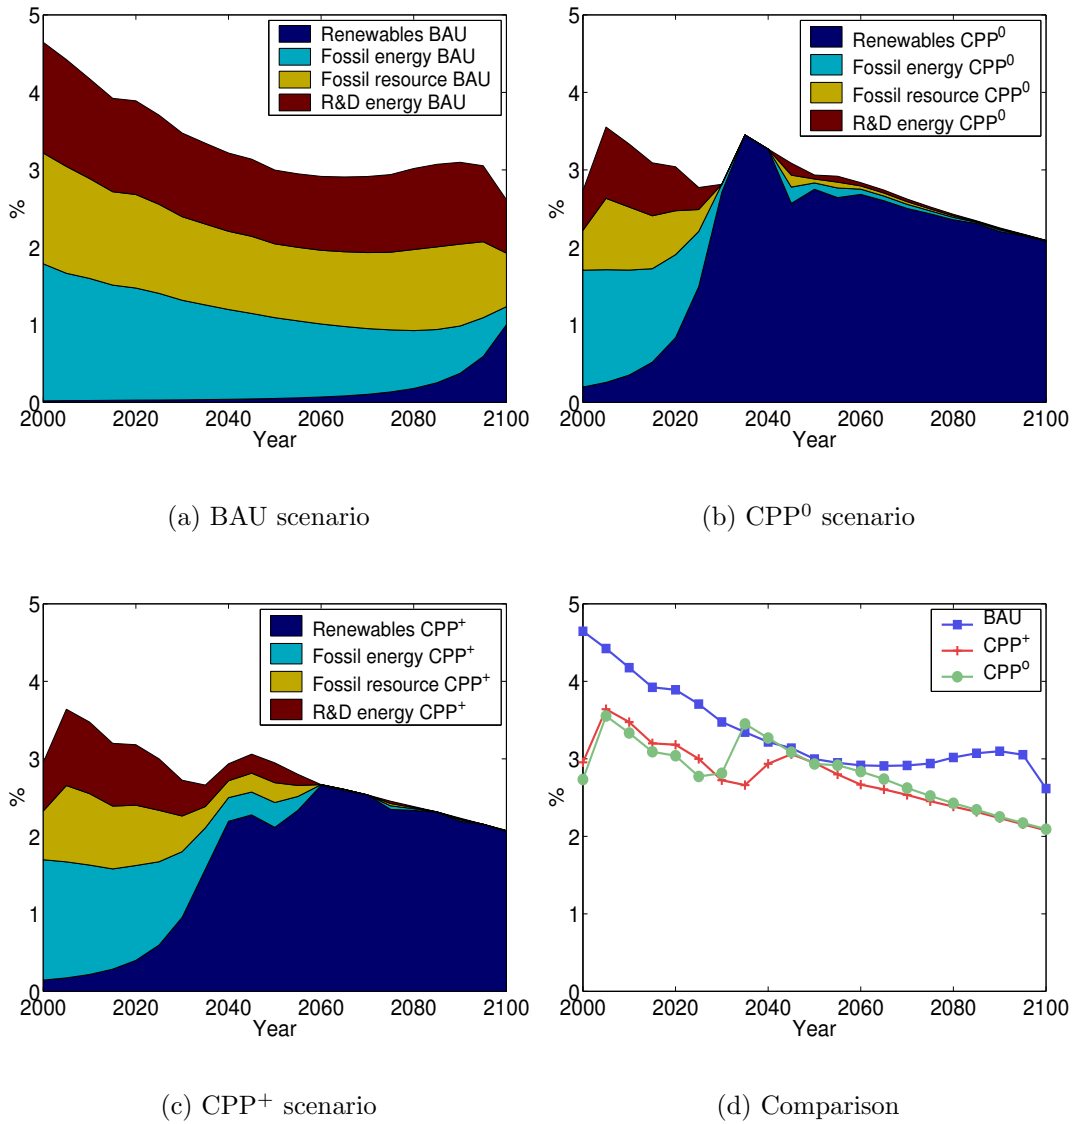 5
4
3
2
1
0
%
2000 2020 2040 2060 2080 2100
Year
Renewables BAU
Fossil energy BAU
Fossil resource BAU
R&D energy BAU
(a) BAU scenario
5
4
3
2
1
0
%
2000 2020 2040 2060 2080 2100
Year
Renewables CPP⁰
Fossil energy CPP⁰
Fossil resource CPP⁰
R&D energy CPP⁰
(b) CPP⁰ scenario
5
4
3
2
1
0
%
2000 2020 2040 2060 2080 2100
Year
Renewables CPP⁺
Fossil energy CPP⁺
Fossil resource CPP⁺
R&D energy CPP⁺
(c) CPP⁺ scenario
5
4
3
2
1
0
%
2000 2020 2040 2060 2080 2100
Year
BAU
CPP⁺
CPP⁰
(d) Comparison